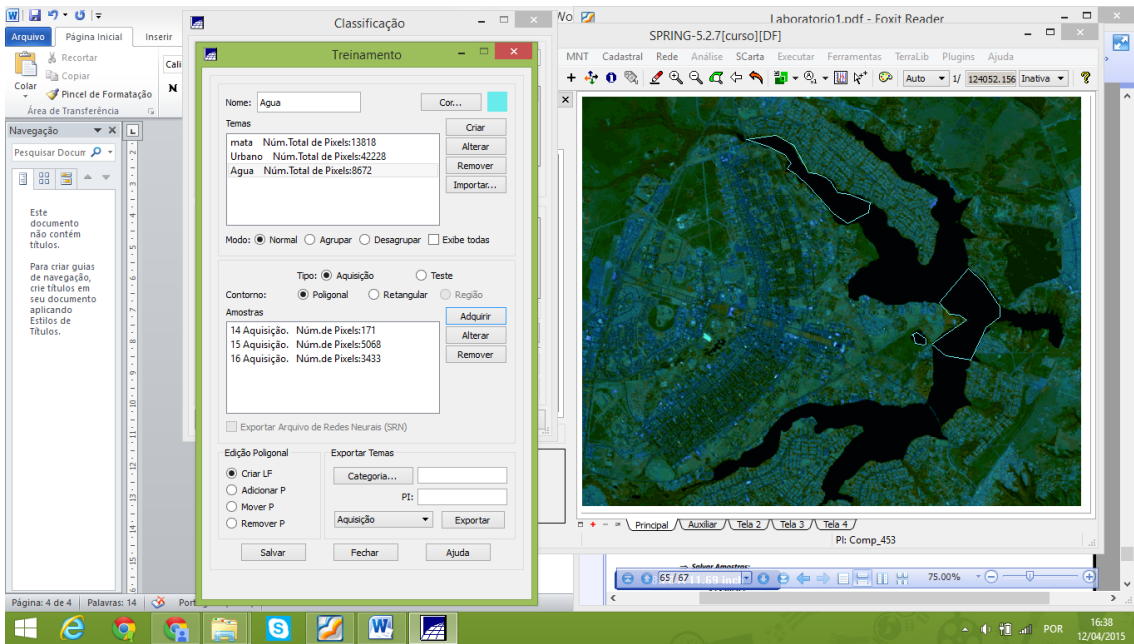 Arquivo Página Inicial Inserir
Colar
Recortar
Copiar
Pincel de Formatação
Área de Transferência
Cali
N
Navegação
Pesquisar Docum
Este
documento
não contém
títulos.
Para criar guias
de navegação,
crie títulos em
seu documento
aplicando
Estilos de
Títulos.
Página: 4 de 4 Palavras: 14 Port
Classificação
Treinamento
Nome: Agua Cor...
Temas
mata Núm.Total de Pixels:13818
Urbano Núm.Total de Pixels:42228
Agua Núm.Total de Pixels:8672
Criar
Alterar
Remover
Importar...
Modo: Normal Agrupar Desagrupar Exibe todas
Tipo: Aquisição Teste
Contorno: Poligonal Retangular Região
Amostras
14 Aquisição. Núm.de Pixels:171
15 Aquisição. Núm.de Pixels:5068
16 Aquisição. Núm.de Pixels:3433
Adquirir
Alterar
Remover
Exportar Arquivo de Redes Neurais (SRN)
Edição Poligonal
Criar LF
Adicionar P
Mover P
Remover P
Exportar Temas
Categoria...
PI:
Aquisição Exportar
Salvar Fechar Ajuda
Wo
Laboratorio1.pdf - Foxit Reader
SPRING-5.2.7[curso][DF]
MNT Cadastral Rede Análise SCarta Executar Ferramentas TerraLib Plugins Ajuda
Auto 1/ 124052.156 Inativa
Principal Auxiliar Tela 2 Tela 3 Tela 4
PI: Comp_453
Salvar Amostras:
65 / 67 75.00%
POR 16:38
12/04/2015